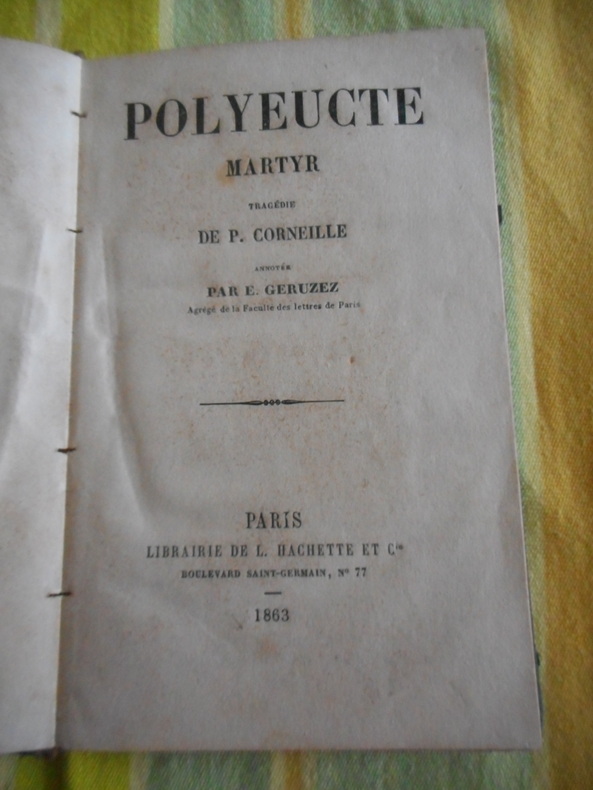 POLYEUCTE
MARTYR
TRAGÉDIE
DE P. CORNEILLE
ANNOTÉE
PAR E. GERUZEZ
Agrégé de la Faculté des lettres de Paris
PARIS
LIBRAIRIE DE L. HACHETTE ET Cie
BOULEVARD SAINT-GERMAIN, No 77
1863